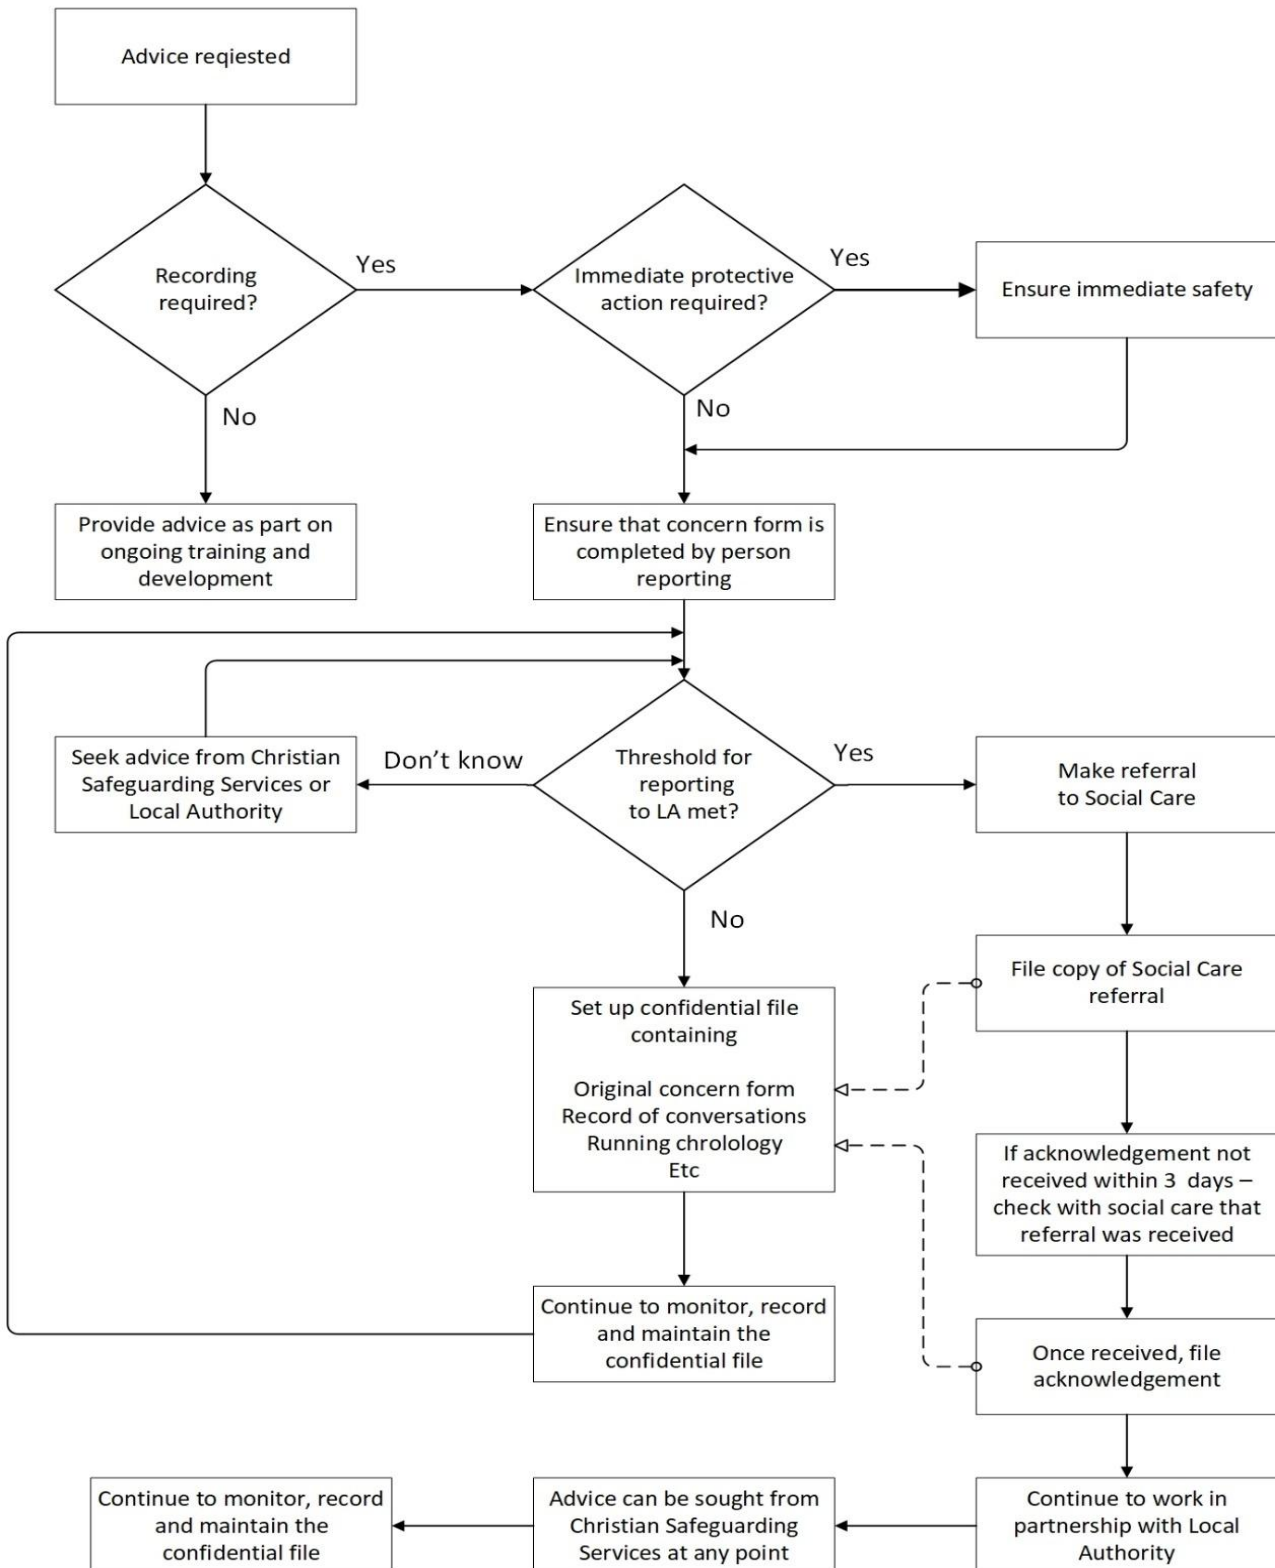 Advice reqiested
Recording
required?
Yes
Immediate protective
action required?
Yes
Ensure immediate safety
No
No
Provide advice as part on
ongoing training and
development
Ensure that concern form is
completed by person
reporting
Seek advice from Christian
Safeguarding Services or
Local Authority
Don’t know
Threshold for
reporting
to LA met?
Yes
Make referral
to Social Care
No
File copy of Social Care
referral
Set up confidential file
containing
Original concern form
Record of conversations
Running chrolology
Etc
If acknowledgement not
received within 3 days –
check with social care that
referral was received
Continue to monitor, record
and maintain the
confidential file
Once received, file
acknowledgement
Continue to monitor, record
and maintain the
confidential file
Advice can be sought from
Christian Safeguarding
Services at any point
Continue to work in
partnership with Local
Authority